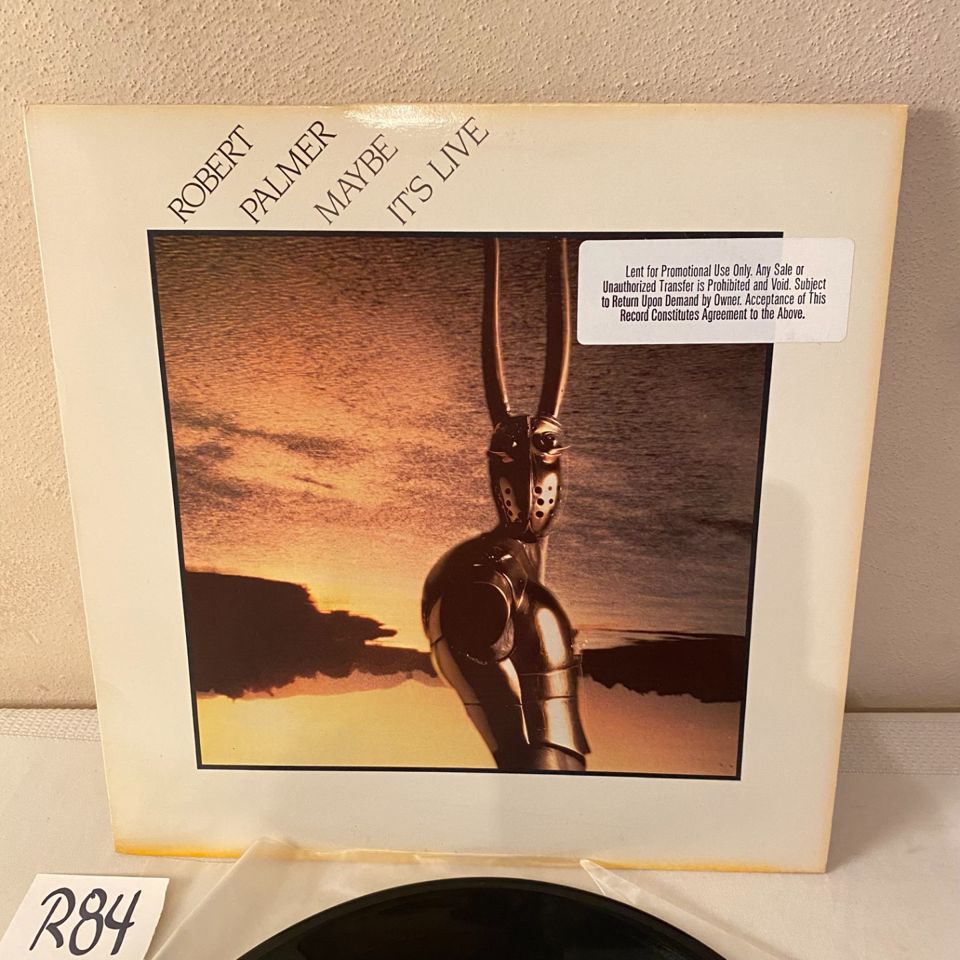 ROBERT
PALMER
MAYBE
IT'S LIVE
Lent for Promotional Use Only. Any Sale or
Unauthorized Transfer is Prohibited and Void. Subject
to Return Upon Demand by Owner. Acceptance of This
Record Constitutes Agreement to the Above.
R84